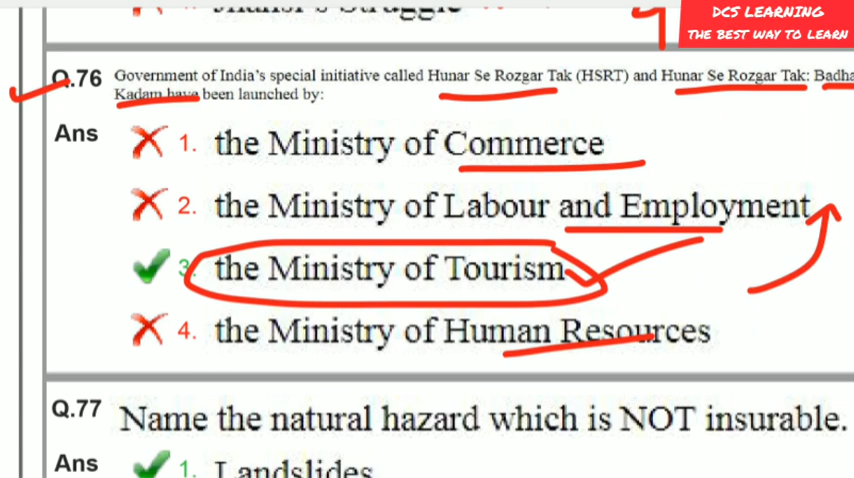 Jhansi's Struggle
DCS LEARNING
THE BEST WAY TO LEARN
Q.76 Government of India's special initiative called Hunar Se Rozgar Tak (HSRT) and Hunar Se Rozgar Tak: Badha
Kadam have been launched by:
Ans 1. the Ministry of Commerce
2. the Ministry of Labour and Employment
3. the Ministry of Tourism
4. the Ministry of Human Resources
Q.77 Name the natural hazard which is NOT insurable.
Ans 1. Landslides